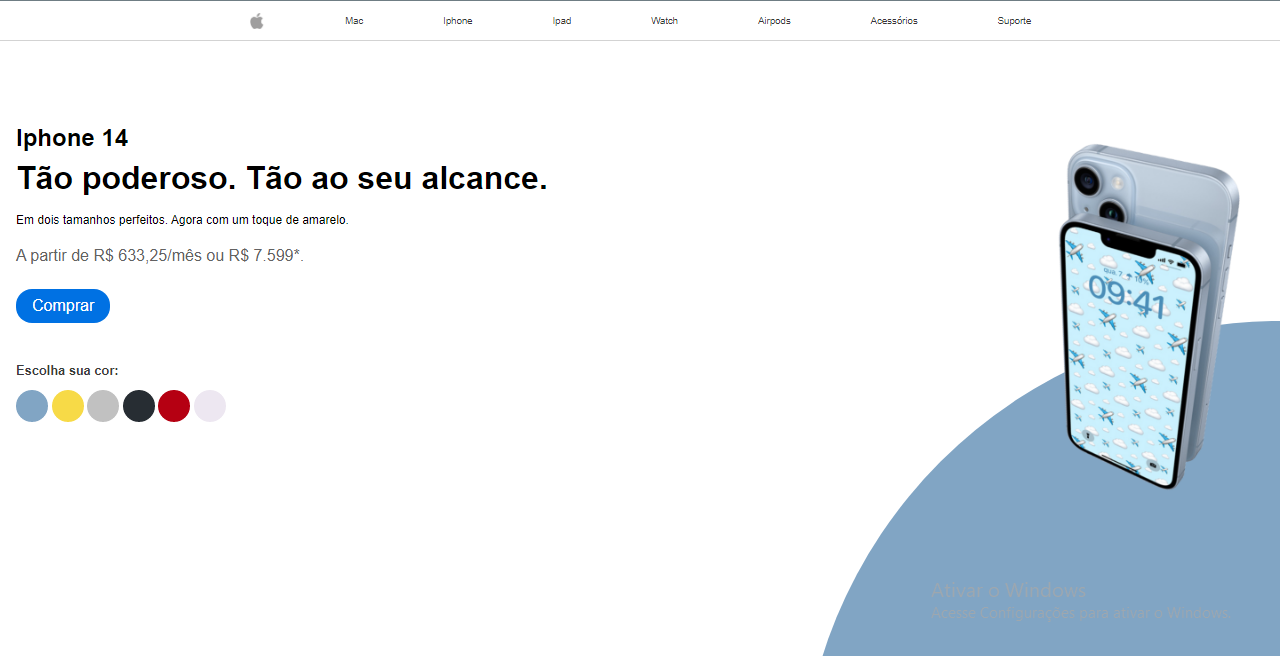 Mac Iphone Ipad Watch Airpods Acessórios Suporte
Iphone 14
Tão poderoso. Tão ao seu alcance.
Em dois tamanhos perfeitos. Agora com um toque de amarelo.
A partir de R$ 633,25/mês ou R$ 7.599*.
Comprar
Escolha sua cor:
09:41
Ativar o Windows
Acesse Configurações para ativar o Windows.